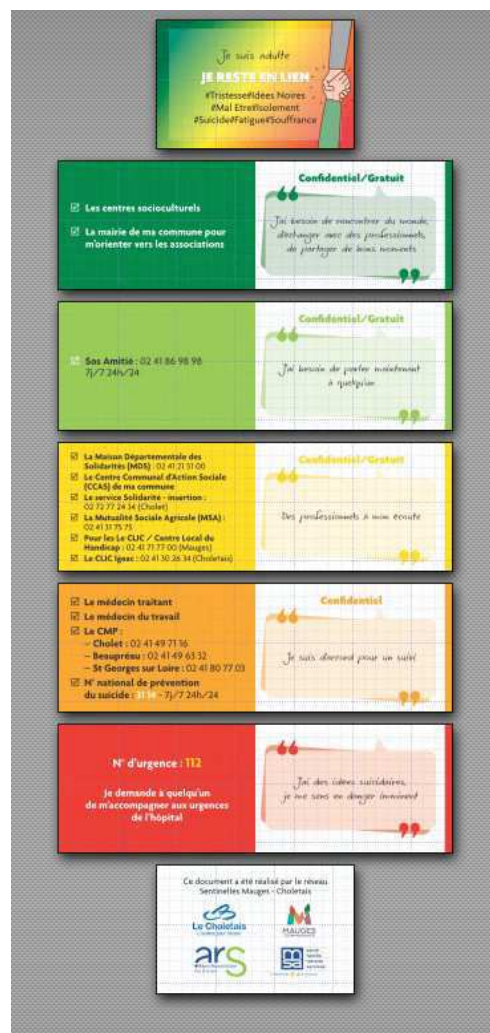 Je suis adulte
JE RESTE EN LIEN
#Tristesse#Idées Noires
#Mal Etre#Isolement
#Suicide#Fatigue#Souffrance
Les centres socioculturels
La mairie de ma commune pour
m'orienter vers les associations
Confidentiel/Gratuit
J'ai besoin de rencontrer du monde,
d'échanger avec des professionnels,
de partager de bons moments
Sos Amitié : 02 41 86 98 98
7j/7 24h/24
Confidentiel/Gratuit
J'ai besoin de parler maintenant
à quelqu'un
La Maison Départementale des
Solidarités (MDS) : 02 41 21 51 00
Le Centre Communal d'Action Sociale
(CCAS) de ma commune
Le service Solidarité - insertion :
02 72 77 24 34 (Cholet)
La Mutualité Sociale Agricole (MSA) :
02 41 31 75 75
Pour les Le CLIC / Centre Local du
Handicap : 02 41 71 77 00 (Mauges)
Le CLIC Igeac : 02 41 30 26 34 (Choletais)
Confidentiel/Gratuit
Des professionnels à mon écoute
Le médecin traitant
Le médecin du travail
Le CMP :
– Cholet : 02 41 49 71 16
– Beaupréau : 02 41 49 63 32
– St Georges sur Loire : 02 41 80 77 03
N° national de prévention
du suicide : 31 14 - 7j/7 24h/24
Confidentiel
Je suis d'accord pour un suivi
N° d'urgence : 112
Je demande à quelqu'un
de m'accompagner aux urgences
de l'hôpital
J'ai des idées suicidaires,
je me sens en danger imminent
Ce document a été réalisé par le réseau
Sentinelles Mauges - Choletais
Le Choletais
MAUGES
ars